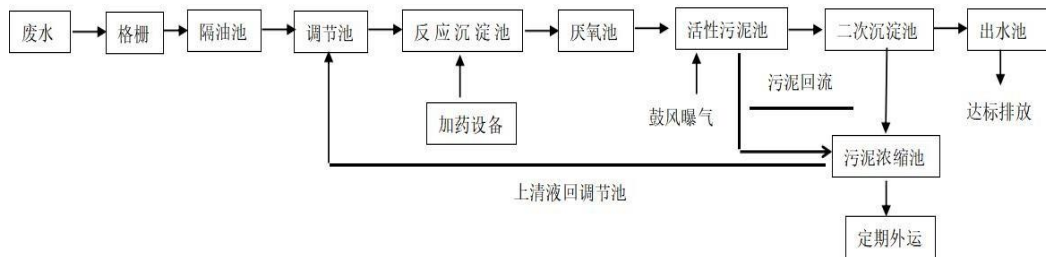 废水
格栅
隔油池
调节池
反应沉淀池
厌氧池
活性污泥池
二次沉淀池
出水池
污泥回流
加药设备
鼓风曝气
达标排放
污泥浓缩池
上清液回调节池
定期外运